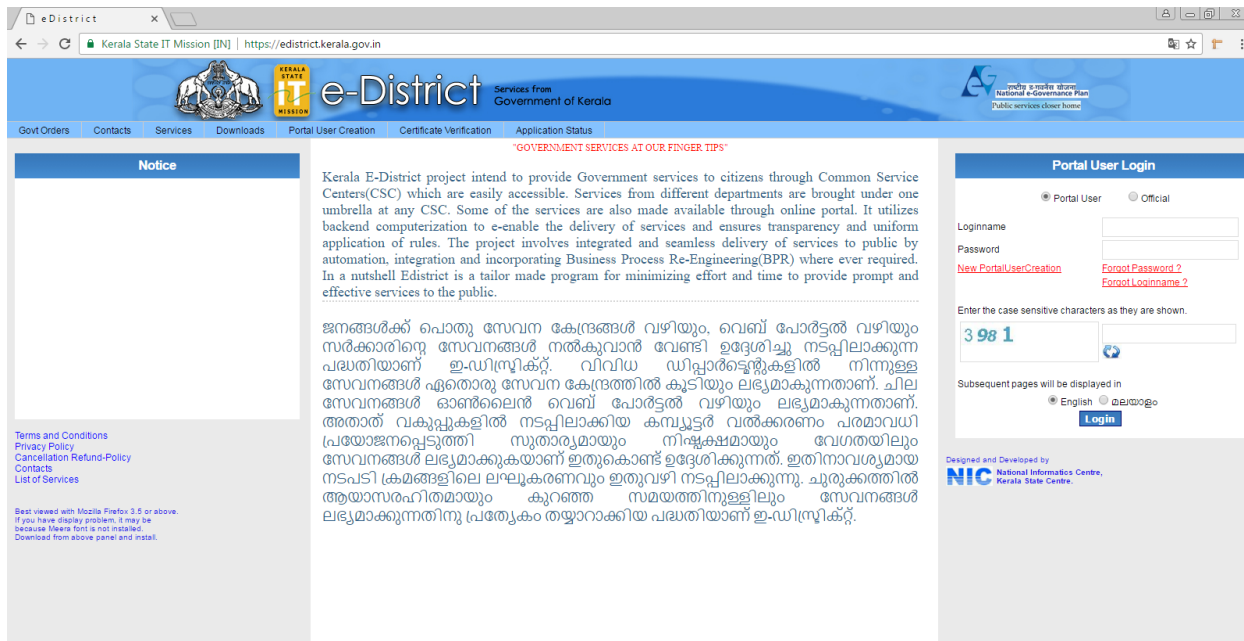 eDistrict
Kerala State IT Mission [IN] | https://edistrict.kerala.gov.in
KERALA
STATE
IT
MISSION
e-District
Services from
Government of Kerala
राष्ट्रीय ई-गवर्नेंस योजना
National e-Governance Plan
Public services closer home
Govt Orders Contacts Services Downloads Portal User Creation Certificate Verification Application Status
"GOVERNMENT SERVICES AT OUR FINGER TIPS"
Notice
Kerala E-District project intend to provide Government services to citizens through Common Service
Centers(CSC) which are easily accessible. Services from different departments are brought under one
umbrella at any CSC. Some of the services are also made available through online portal. It utilizes
backend computerization to e-enable the delivery of services and ensures transparency and uniform
application of rules. The project involves integrated and seamless delivery of services to public by
automation, integration and incorporating Business Process Re-Engineering(BPR) where ever required.
In a nutshell Edistrict is a tailor made program for minimizing effort and time to provide prompt and
effective services to the public.
ജനങ്ങൾക്ക് പൊതു സേവന കേന്ദ്രങ്ങൾ വഴിയും, വെബ് പോർട്ടൽ വഴിയും
സർക്കാരിന്റെ സേവനങ്ങൾ നൽകുവാൻ വേണ്ടി ഉദ്ദേശിച്ചു നടപ്പിലാക്കുന്ന
പദ്ധതിയാണ് ഇ-ഡിസ്ട്രിക്റ്റ്. വിവിധ ഡിപ്പാർട്ട്മെന്റുകളിൽ നിന്നുള്ള
സേവനങ്ങൾ ഏതൊരു സേവന കേന്ദ്രത്തിൽ കൂടിയും ലഭ്യമാകുന്നതാണ്. ചില
സേവനങ്ങൾ ഓൺലൈൻ വെബ് പോർട്ടൽ വഴിയും ലഭ്യമാകുന്നതാണ്.
അതാത് വകുപ്പുകളിൽ നടപ്പിലാക്കിയ കമ്പ്യൂട്ടർ വൽക്കരണം പരമാവധി
പ്രയോജനപ്പെടുത്തി സുതാര്യമായും നിഷ്പക്ഷമായും വേഗതയിലും
സേവനങ്ങൾ ലഭ്യമാക്കുകയാണ് ഇതുകൊണ്ട് ഉദ്ദേശിക്കുന്നത്. ഇതിനാവശ്യമായ
നടപടി ക്രമങ്ങളിലെ ലഘൂകരണവും ഇതുവഴി നടപ്പിലാക്കുന്നു. ചുരുക്കത്തിൽ
ആയാസരഹിതമായും കുറഞ്ഞ സമയത്തിനുള്ളിലും സേവനങ്ങൾ
ലഭ്യമാക്കുന്നതിനു പ്രത്യേകം തയ്യാറാക്കിയ പദ്ധതിയാണ് ഇ-ഡിസ്ട്രിക്റ്റ്.
Terms and Conditions
Privacy Policy
Cancellation Refund-Policy
Contacts
List of Services
Best viewed with Mozilla Firefox 3.5 or above.
If you have display problem, it may be
because Meera font is not installed.
Download from above panel and install.
Portal User Login
Portal User Official
Loginname
Password
New PortalUserCreation Forgot Password ?
Forgot Loginname ?
Enter the case sensitive characters as they are shown.
3 98 1
Subsequent pages will be displayed in
English മലയാളം
Login
Designed and Developed by
NIC National Informatics Centre,
Kerala State Centre.